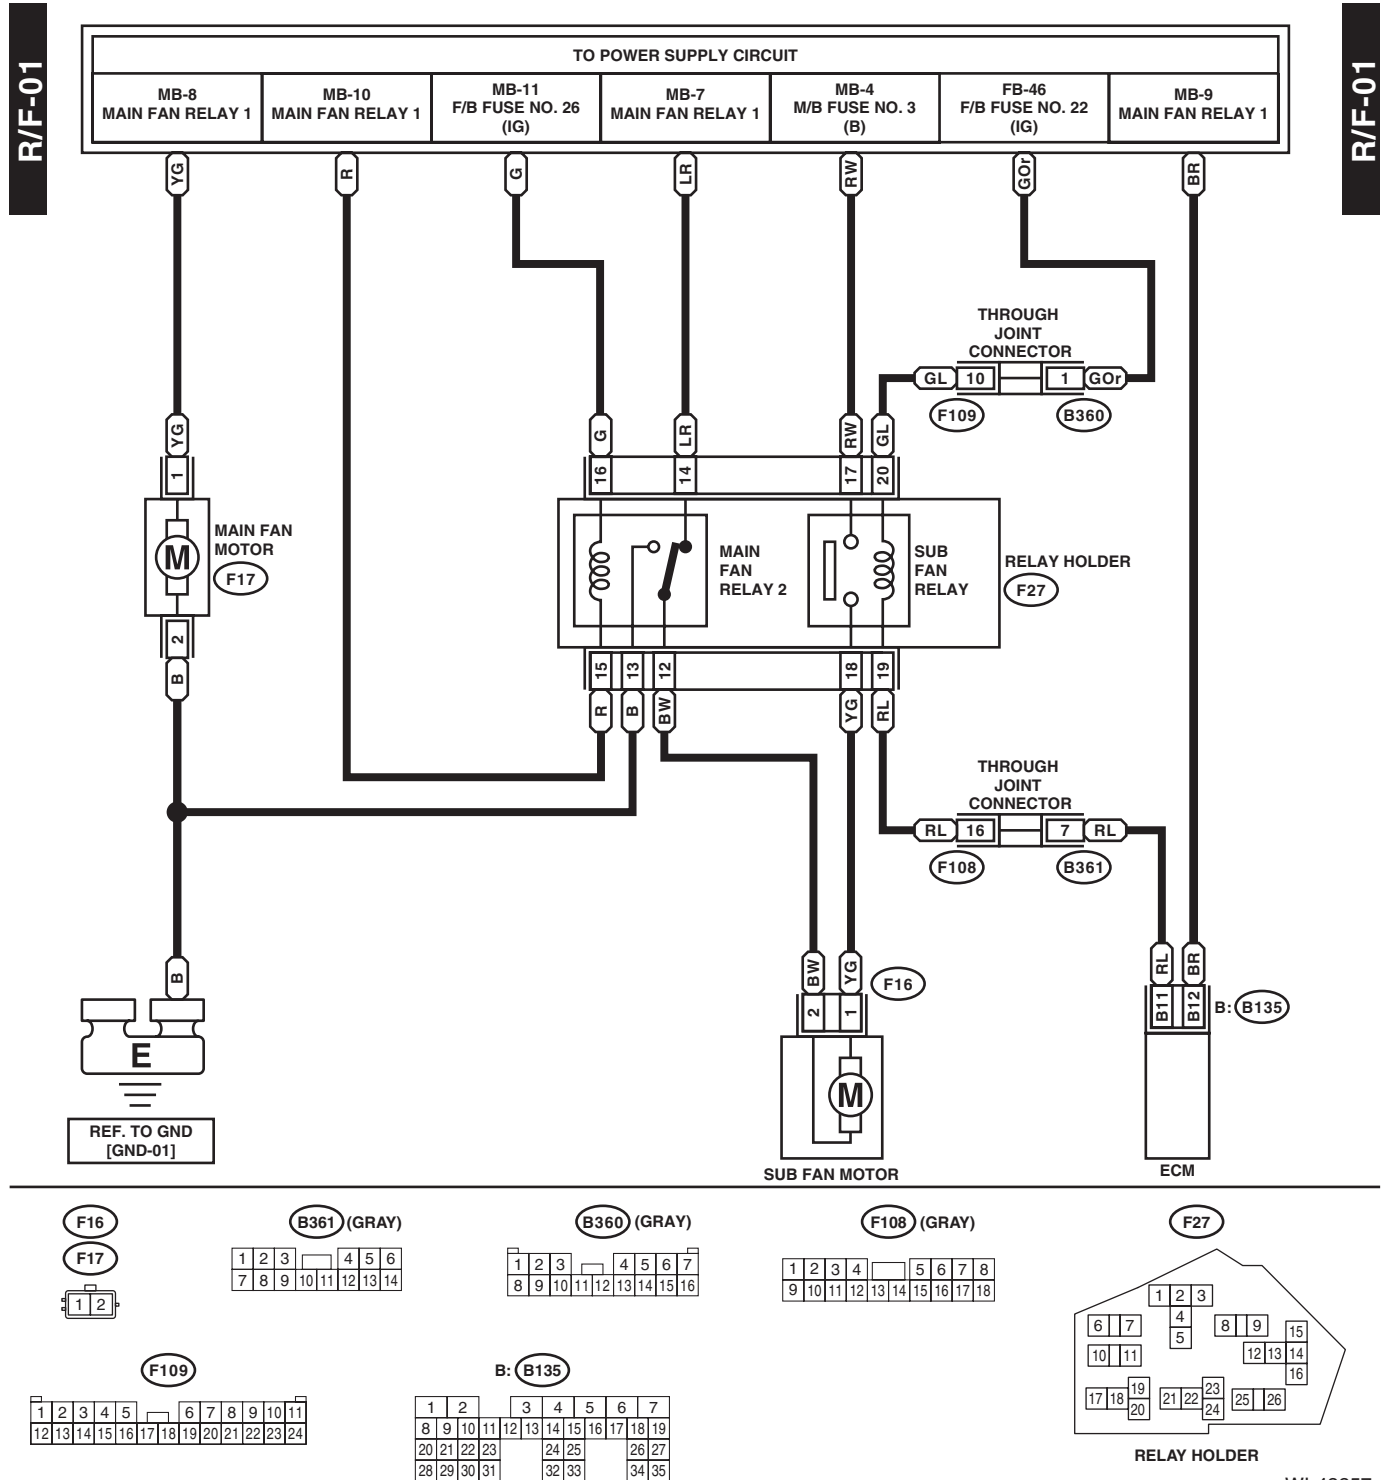 R/F-01
R/F-01
TO POWER SUPPLY CIRCUIT
MB-8
MAIN FAN RELAY 1
MB-10
MAIN FAN RELAY 1
MB-11
F/B FUSE NO. 26
(IG)
MB-7
MAIN FAN RELAY 1
MB-4
M/B FUSE NO. 3
(B)
FB-46
F/B FUSE NO. 22
(IG)
MB-9
MAIN FAN RELAY 1
YG
R
G
LR
RW
GOr
BR
THROUGH
JOINT
CONNECTOR
GL 10 1 GOr
F109 B360
YG
G
LR
RW
GL
1
16
14
17
20
MAIN FAN
MOTOR
M
F17
MAIN
FAN
RELAY 2
SUB
FAN
RELAY
RELAY HOLDER
F27
2
B
15
13
12
18
19
R
B
BW
YG
RL
THROUGH
JOINT
CONNECTOR
RL 16 7 RL
F108 B361
B
BW
YG
F16
RL
BR
2
1
B11
B12
B: B135
E
M
REF. TO GND
[GND-01]
SUB FAN MOTOR
ECM
F16
F17
1 2
B361 (GRAY)
1 2 3 4 5 6
7 8 9 10 11 12 13 14
B360 (GRAY)
1 2 3 4 5 6 7
8 9 10 11 12 13 14 15 16
F108 (GRAY)
1 2 3 4 5 6 7 8
9 10 11 12 13 14 15 16 17 18
F27
1 2 3
4
5
6 7
8 9
10 11
15
12 13 14
16
17 18 19
20
21 22 23
24
25 26
RELAY HOLDER
F109
1 2 3 4 5 6 7 8 9 10 11
12 13 14 15 16 17 18 19 20 21 22 23 24
B: B135
1 2 3 4 5 6 7
8 9 10 11 12 13 14 15 16 17 18 19
20 21 22 23 24 25 26 27
28 29 30 31 32 33 34 35